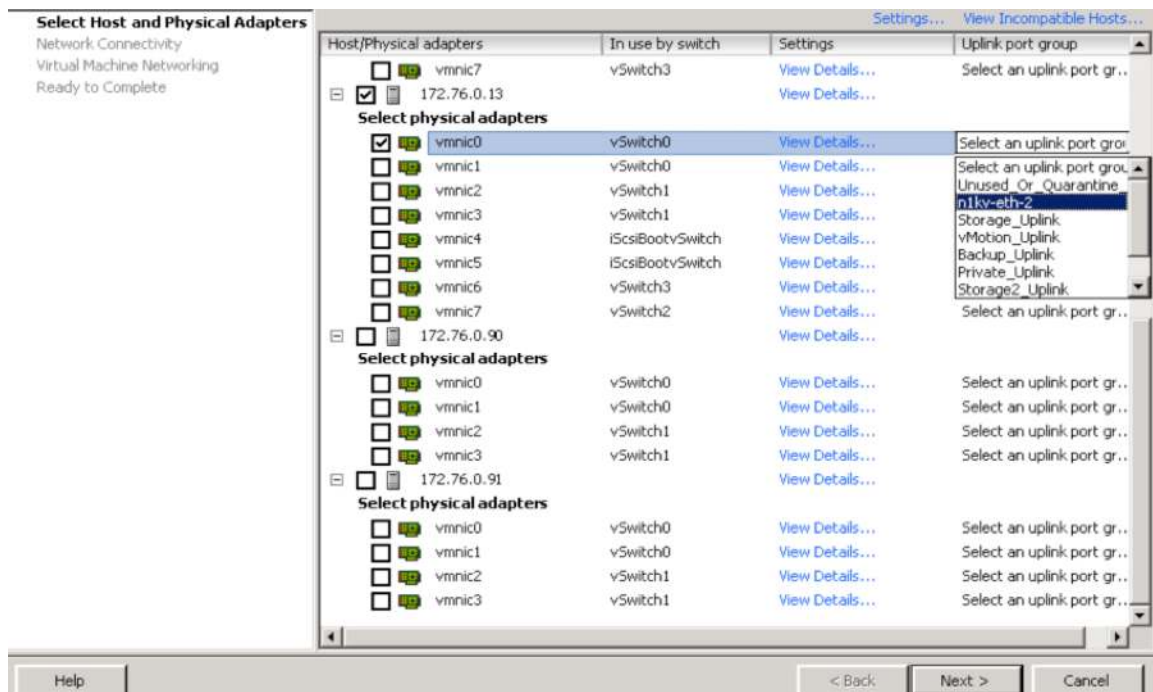 Select Host and Physical Adapters
Network Connectivity
Virtual Machine Networking
Ready to Complete
Settings... View Incompatible Hosts...
Host/Physical adapters In use by switch Settings Uplink port group
vmnic7 vSwitch3 View Details... Select an uplink port gr..
172.76.0.13 View Details...
Select physical adapters
vmnic0 vSwitch0 View Details... Select an uplink port grou
vmnic1 vSwitch0 View Details... Select an uplink port grou
vmnic2 vSwitch1 View Details... Unused_Or_Quarantine_
vmnic3 vSwitch1 View Details... n1kv-eth-2
Storage_Uplink
vmnic4 iScsiBootvSwitch View Details... vMotion_Uplink
vmnic5 iScsiBootvSwitch View Details... Backup_Uplink
Private_Uplink
vmnic6 vSwitch3 View Details... Storage2_Uplink
vmnic7 vSwitch2 View Details... Select an uplink port gr..
172.76.0.90 View Details...
Select physical adapters
vmnic0 vSwitch0 View Details... Select an uplink port gr..
vmnic1 vSwitch0 View Details... Select an uplink port gr..
vmnic2 vSwitch1 View Details... Select an uplink port gr..
vmnic3 vSwitch1 View Details... Select an uplink port gr..
172.76.0.91 View Details...
Select physical adapters
vmnic0 vSwitch0 View Details... Select an uplink port gr..
vmnic1 vSwitch0 View Details... Select an uplink port gr..
vmnic2 vSwitch1 View Details... Select an uplink port gr..
vmnic3 vSwitch1 View Details... Select an uplink port gr..
Help < Back Next > Cancel